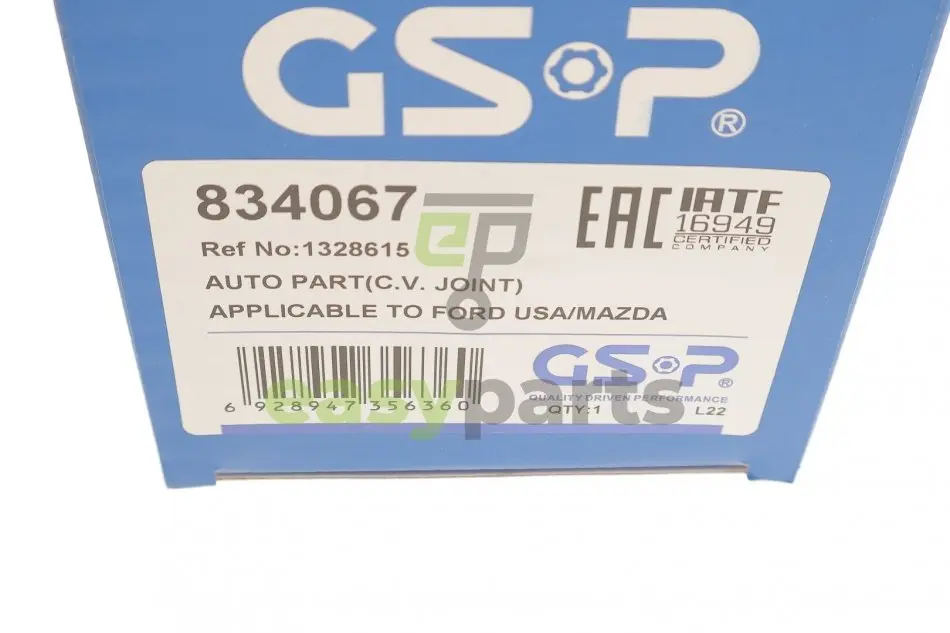 GSP®
834067
Ref No:1328615
AUTO PART(C.V. JOINT)
APPLICABLE TO FORD USA/MAZDA
EAC
IATF
16949
CERTIFIED
COMPANY
ep
GSP®
QUALITY DRIVEN PERFORMANCE
6 928947 356360
QTY:1
L22
easyparts